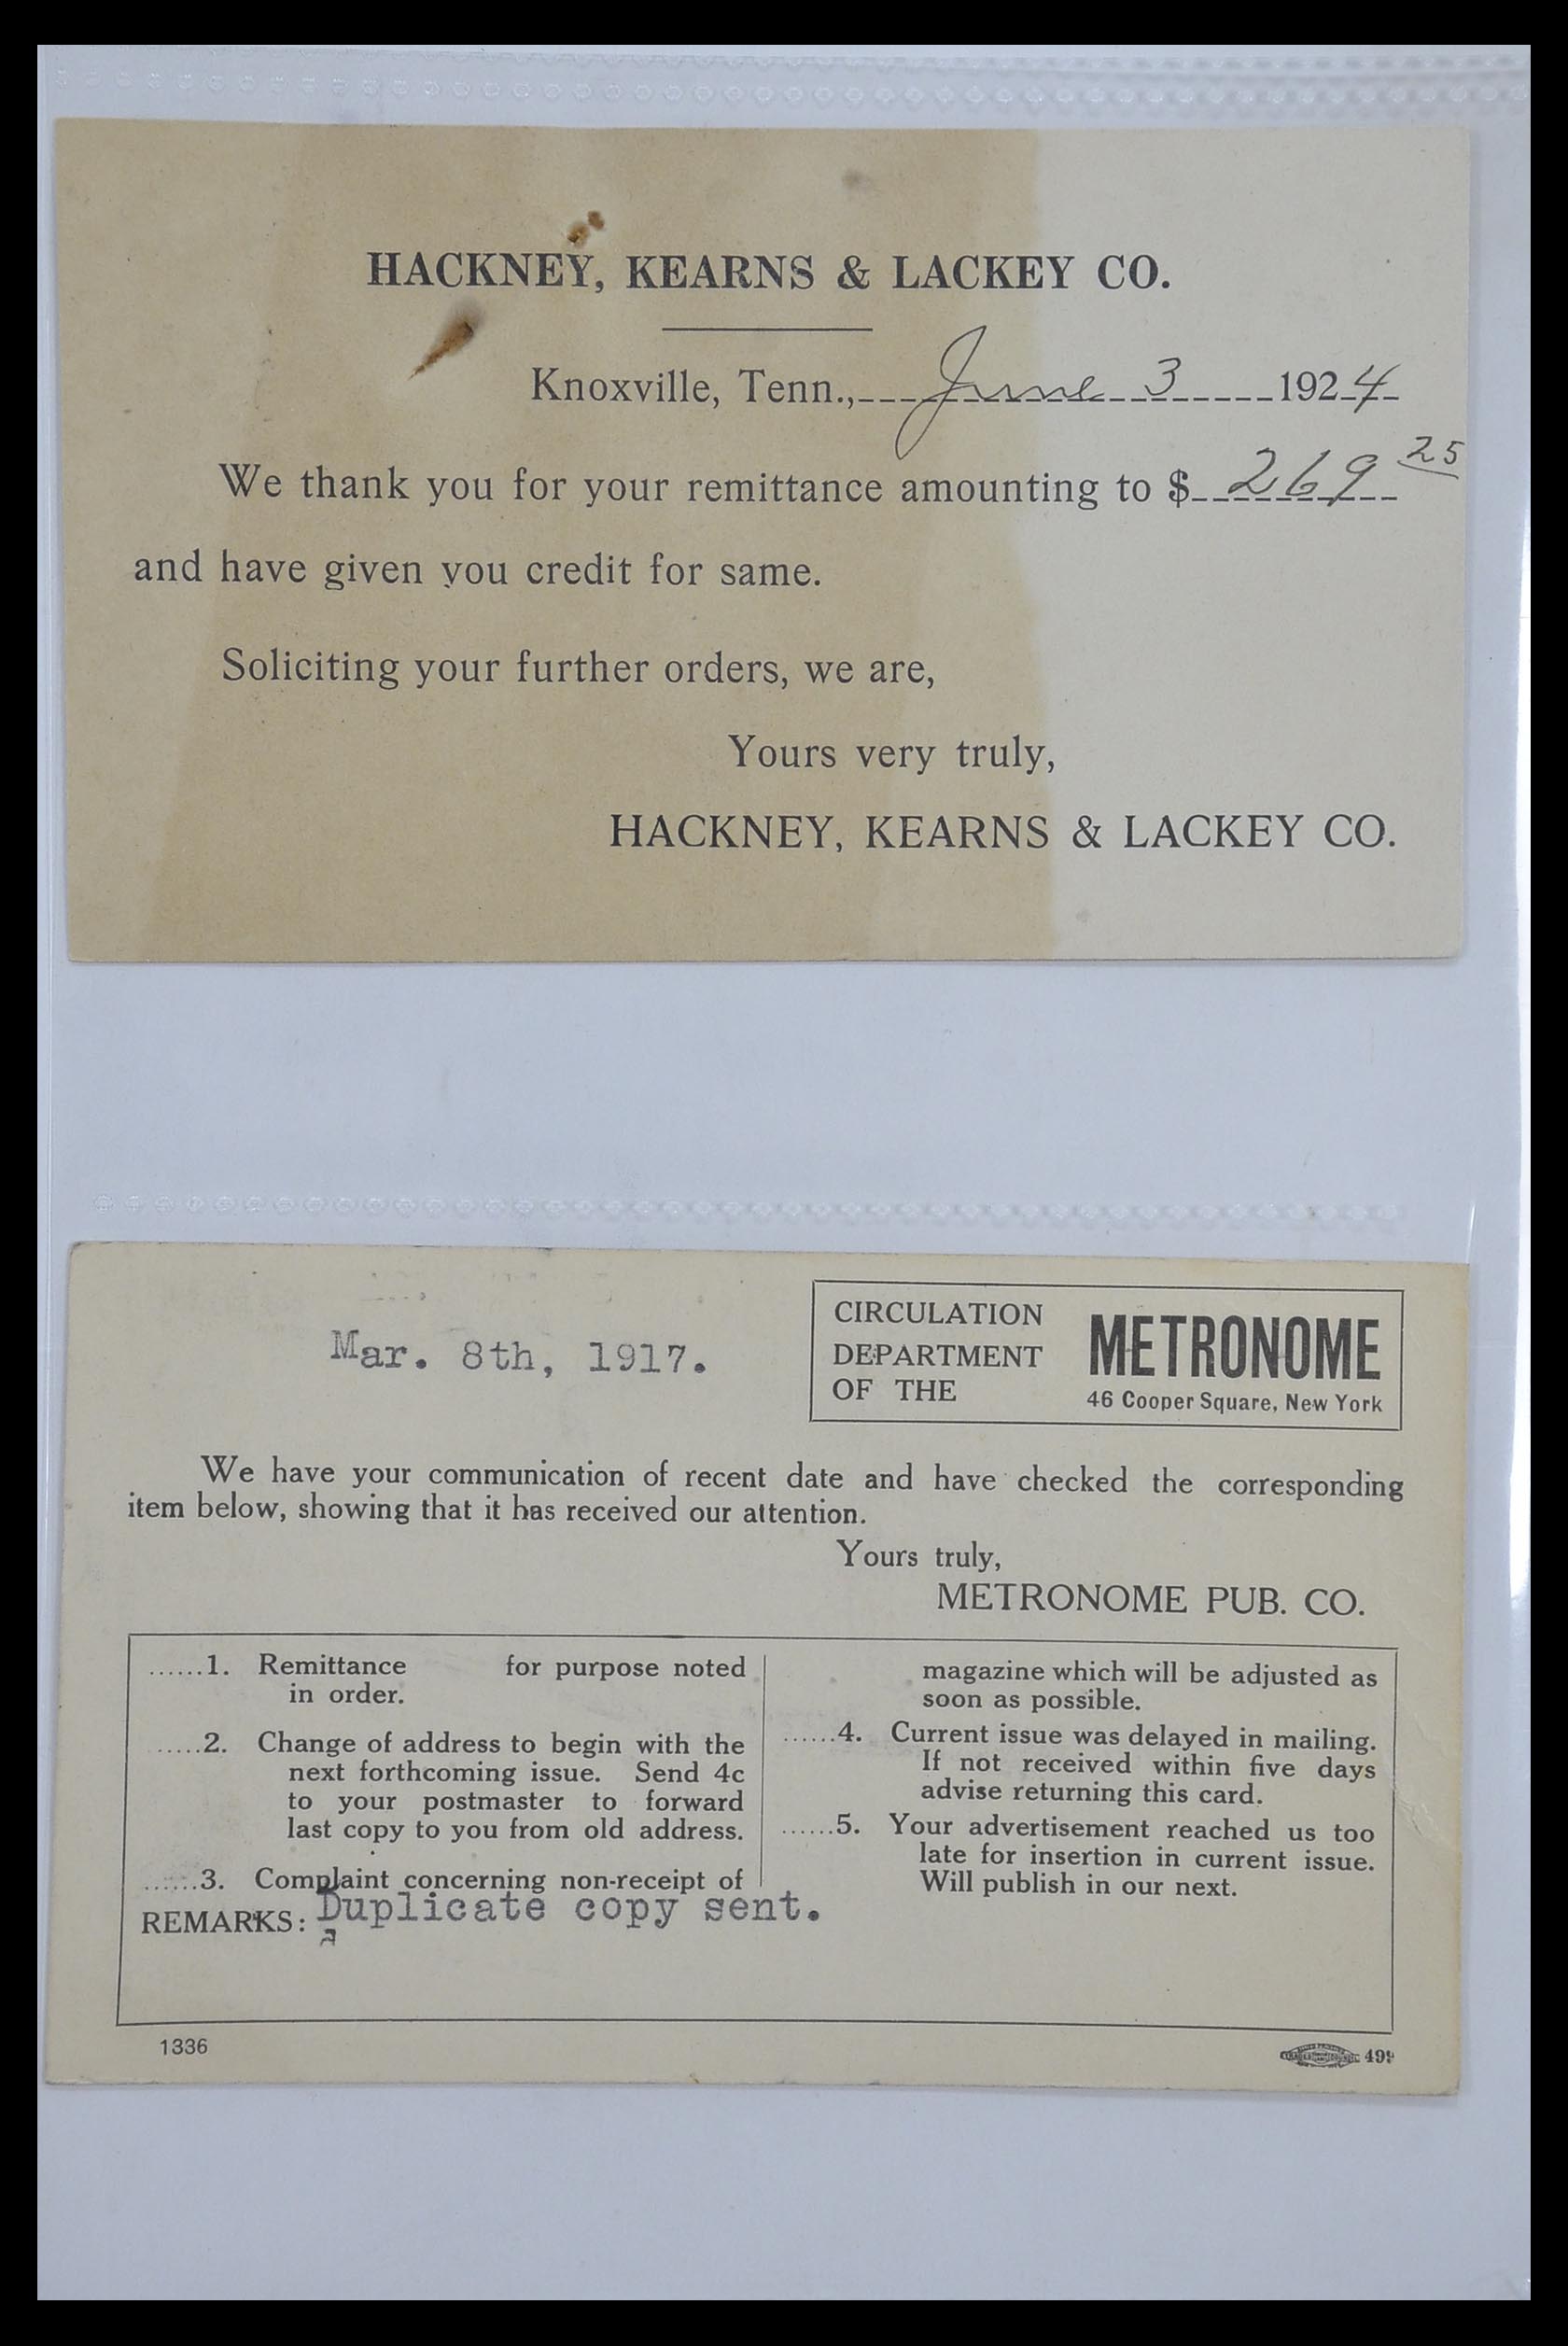 HACKNEY, KEARNS & LACKEY CO.
Knoxville, Tenn., June 3 1924
We thank you for your remittance amounting to $ 269 25
and have given you credit for same.
Soliciting your further orders, we are,
Yours very truly,
HACKNEY, KEARNS & LACKEY CO.
Mar. 8th, 1917.
CIRCULATION
DEPARTMENT
OF THE
METRONOME
46 Cooper Square, New York
We have your communication of recent date and have checked the corresponding
item below, showing that it has received our attention.
Yours truly,
METRONOME PUB. CO.
......1. Remittance for purpose noted
in order.
.....2. Change of address to begin with the
next forthcoming issue. Send 4c
to your postmaster to forward
last copy to you from old address.
......3. Complaint concerning non-receipt of
magazine which will be adjusted as
soon as possible.
......4. Current issue was delayed in mailing.
If not received within five days
advise returning this card.
......5. Your advertisement reached us too
late for insertion in current issue.
Will publish in our next.
REMARKS: Duplicate copy sent.
1336